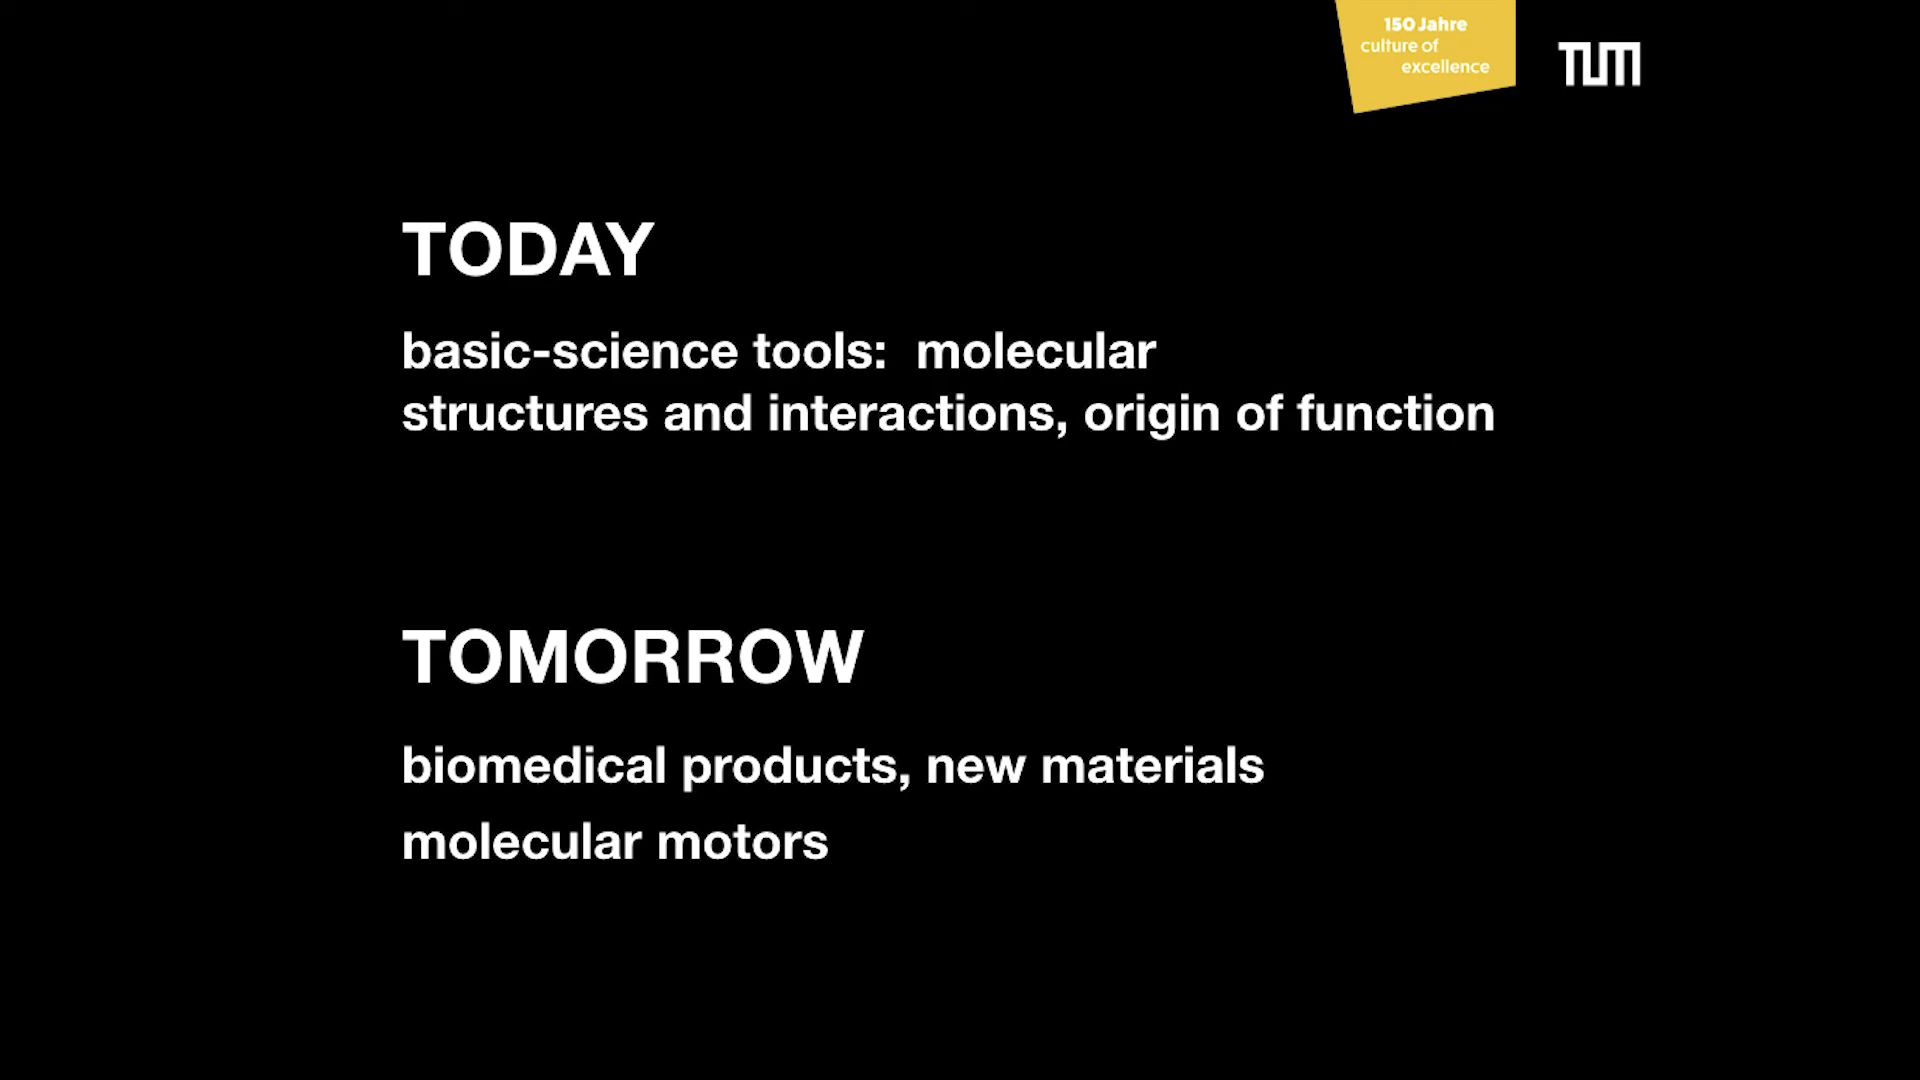 150 Jahre
culture of
excellence
TUM
TODAY
basic-science tools:  molecular
structures and interactions, origin of function
TOMORROW
biomedical products, new materials
molecular motors